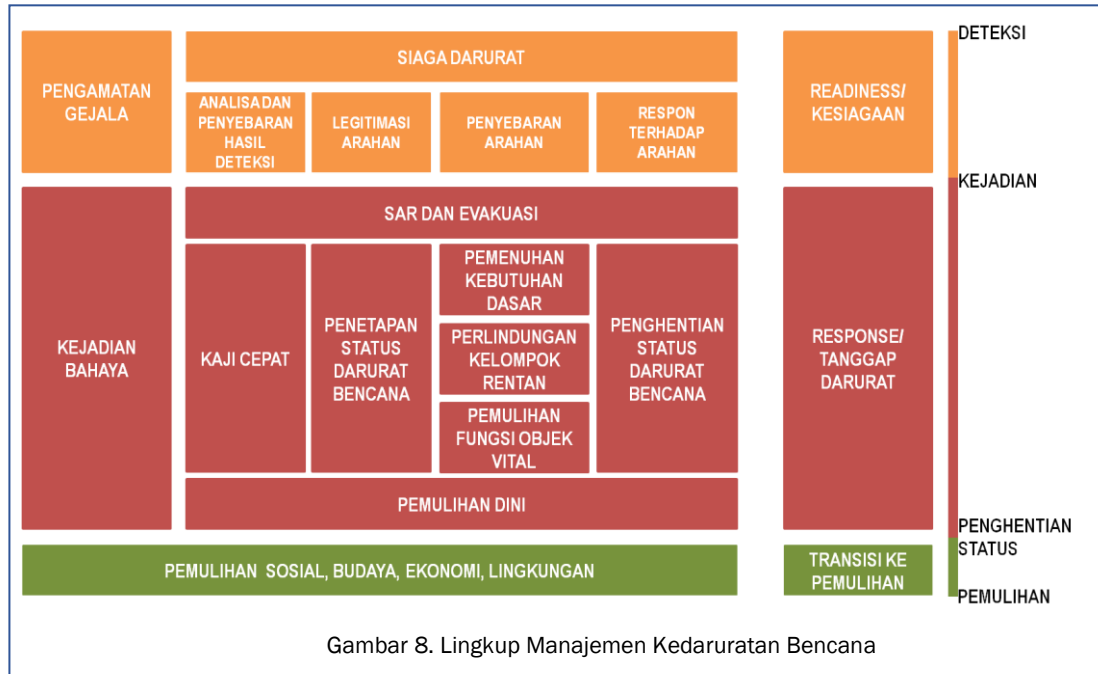 PENGAMATAN
GEJALA
SIAGA DARURAT
ANALISA DAN
PENYEBARAN
HASIL
DETEKSI
LEGITIMASI
ARAHAN
PENYEBARAN
ARAHAN
RESPON
TERHADAP
ARAHAN
READINESS/
KESIAGAAN
DETEKSI
KEJADIAN
KEJADIAN
BAHAYA
SAR DAN EVAKUASI
KAJI CEPAT
PENETAPAN
STATUS
DARURAT
BENCANA
PEMENUHAN
KEBUTUHAN
DASAR
PERLINDUNGAN
KELOMPOK
RENTAN
PEMULIHAN
FUNGSI OBJEK
VITAL
PENGHENTIAN
STATUS
DARURAT
BENCANA
PEMULIHAN DINI
RESPONSE/
TANGGAP
DARURAT
PENGHENTIAN
STATUS
PEMULIHAN SOSIAL, BUDAYA, EKONOMI, LINGKUNGAN
TRANSISI KE
PEMULIHAN
PEMULIHAN
Gambar 8. Lingkup Manajemen Kedaruratan Bencana